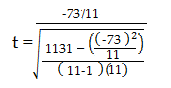 -73/11
t =
1131 − ((-73)²)
11
(11-1)(11)